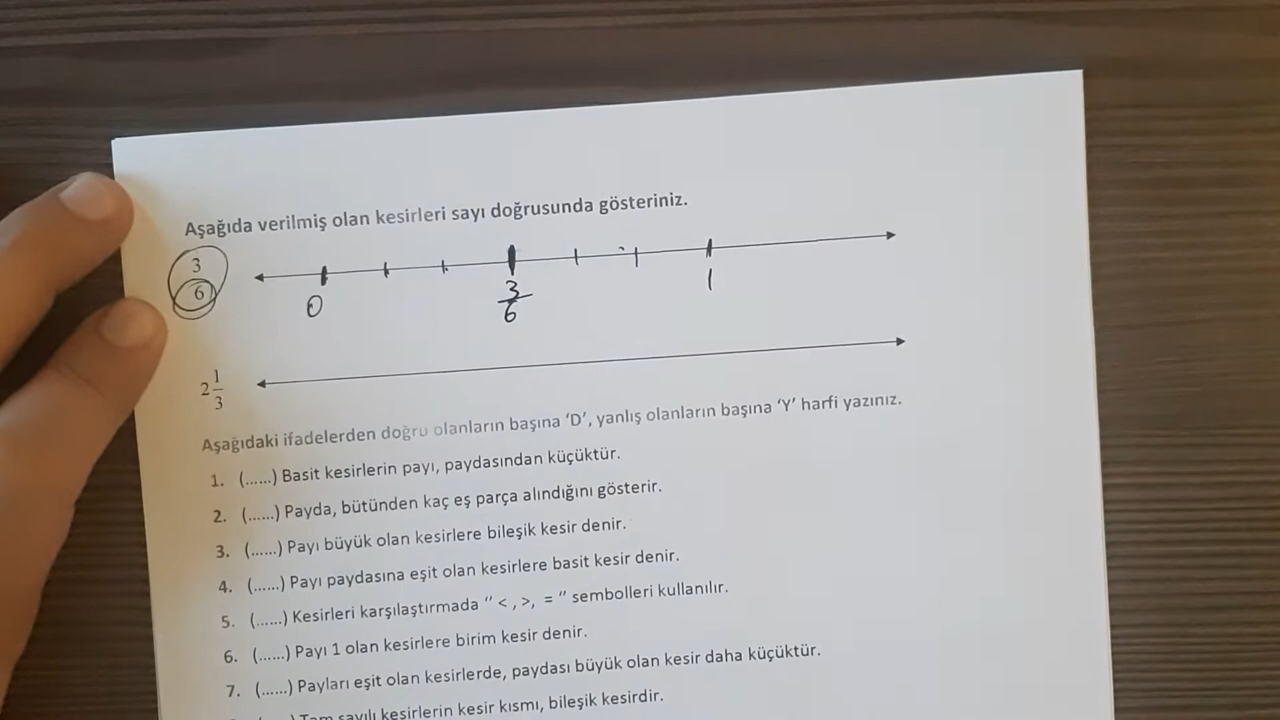 Aşağıda verilmiş olan kesirleri sayı doğrusunda gösteriniz.
3
6
0
3
6
1
2 1
3
Aşağıdaki ifadelerden doğru olanların başına 'D', yanlış olanların başına 'Y' harfi yazınız.
1. (......) Basit kesirlerin payı, paydasından küçüktür.
2. (......) Payda, bütünden kaç eş parça alındığını gösterir.
3. (......) Payı büyük olan kesirlere bileşik kesir denir.
4. (......) Payı paydasına eşit olan kesirlere basit kesir denir.
5. (......) Kesirleri karşılaştırmada " < , >, = " sembolleri kullanılır.
6. (......) Payı 1 olan kesirlere birim kesir denir.
7. (......) Payları eşit olan kesirlerde, paydası büyük olan kesir daha küçüktür.
Tam sayılı kesirlerin kesir kısmı, bileşik kesirdir.